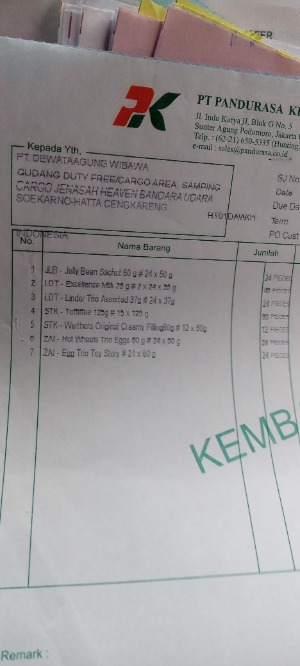 PK
PT PANDURASA K
Jl. Indo Karya JI, Blok G No. 5
Sunter Agung Podomoro, Jakarta
Telp. : (62-21) 650-5335 (Hunting
e-mail : sales@pandurasa.co.id
Kepada Yth,
PT. DEWATAAGUNG WIBAWA
GUDANG DUTY FREE/CARGO AREA, SAMPING
CARGO JENASAH HEAVEN BANDARA UDARA
SOEKARNO-HATTA CENGKARENG
INDONESIA
SJ No
Date
Due Da
Term
PO Cust
No. Nama Barang Jumlah
1 JLB - Jelly Bean Sachet 50 g # 24 x 50 g 24 PIECES
2 LDT - Excellence Milk 35 g # 2 x 24 x 35 g 48 PIECES
3 LDT - Lindor Trio Assorted 37g # 24 x 37g 24 PIECES
4 STK - Toffifee 125g # 15 x 125 g PIECES
5 STK - Werthers Original Creamy Filling 80g # 12 x 80g 12 PIECES
6 ZAI - Hot Wheels Trio Eggs 60 g # 24 x 60 g 24 PIECES
7 ZAI - Egg Trio Toy Story # 24 x 60 g 24 PIECES
KEMB
Remark :